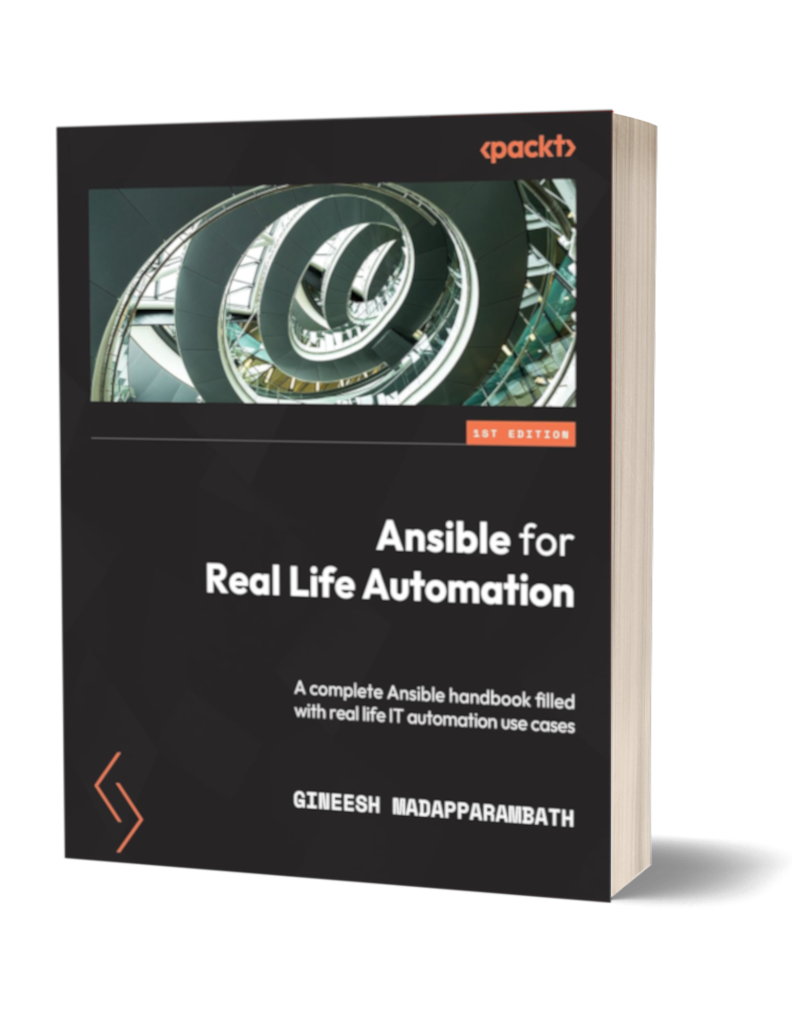 <packt>
1ST EDITION
Ansible for
Real Life Automation
A complete Ansible handbook filled
with real life IT automation use cases
GINEESH MADAPPARAMBATH